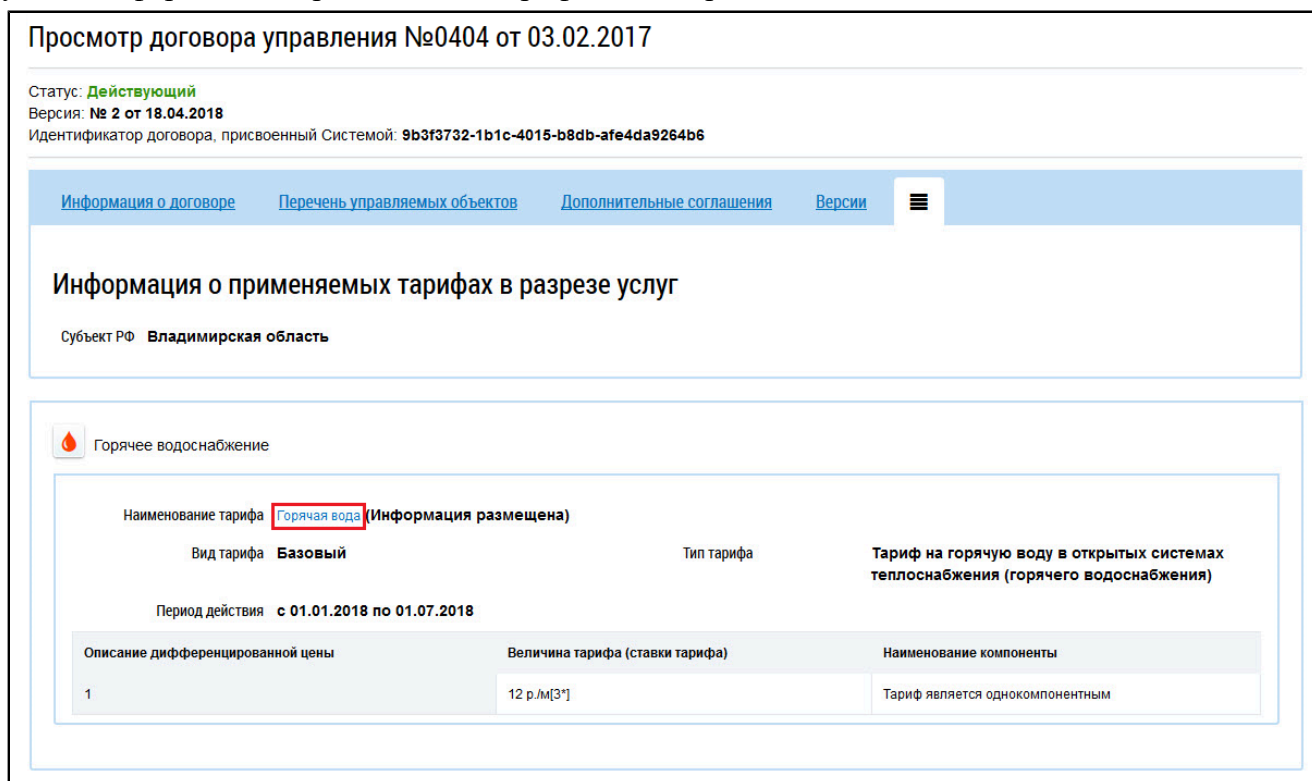 Просмотр договора управления №0404 от 03.02.2017
Статус: Действующий
Версия: № 2 от 18.04.2018
Идентификатор договора, присвоенный Системой: 9b3f3732-1b1c-4015-b8db-afe4da9264b6
Информация о договоре Перечень управляемых объектов Дополнительные соглашения Версии
Информация о применяемых тарифах в разрезе услуг
Субъект РФ Владимирская область
Горячее водоснабжение
Наименование тарифа Горячая вода (Информация размещена)
Вид тарифа Базовый Тип тарифа Тариф на горячую воду в открытых системах
теплоснабжения (горячего водоснабжения)
Период действия с 01.01.2018 по 01.07.2018
Описание дифференцированной цены Величина тарифа (ставки тарифа) Наименование компоненты
1 12 р./м[3*] Тариф является однокомпонентным